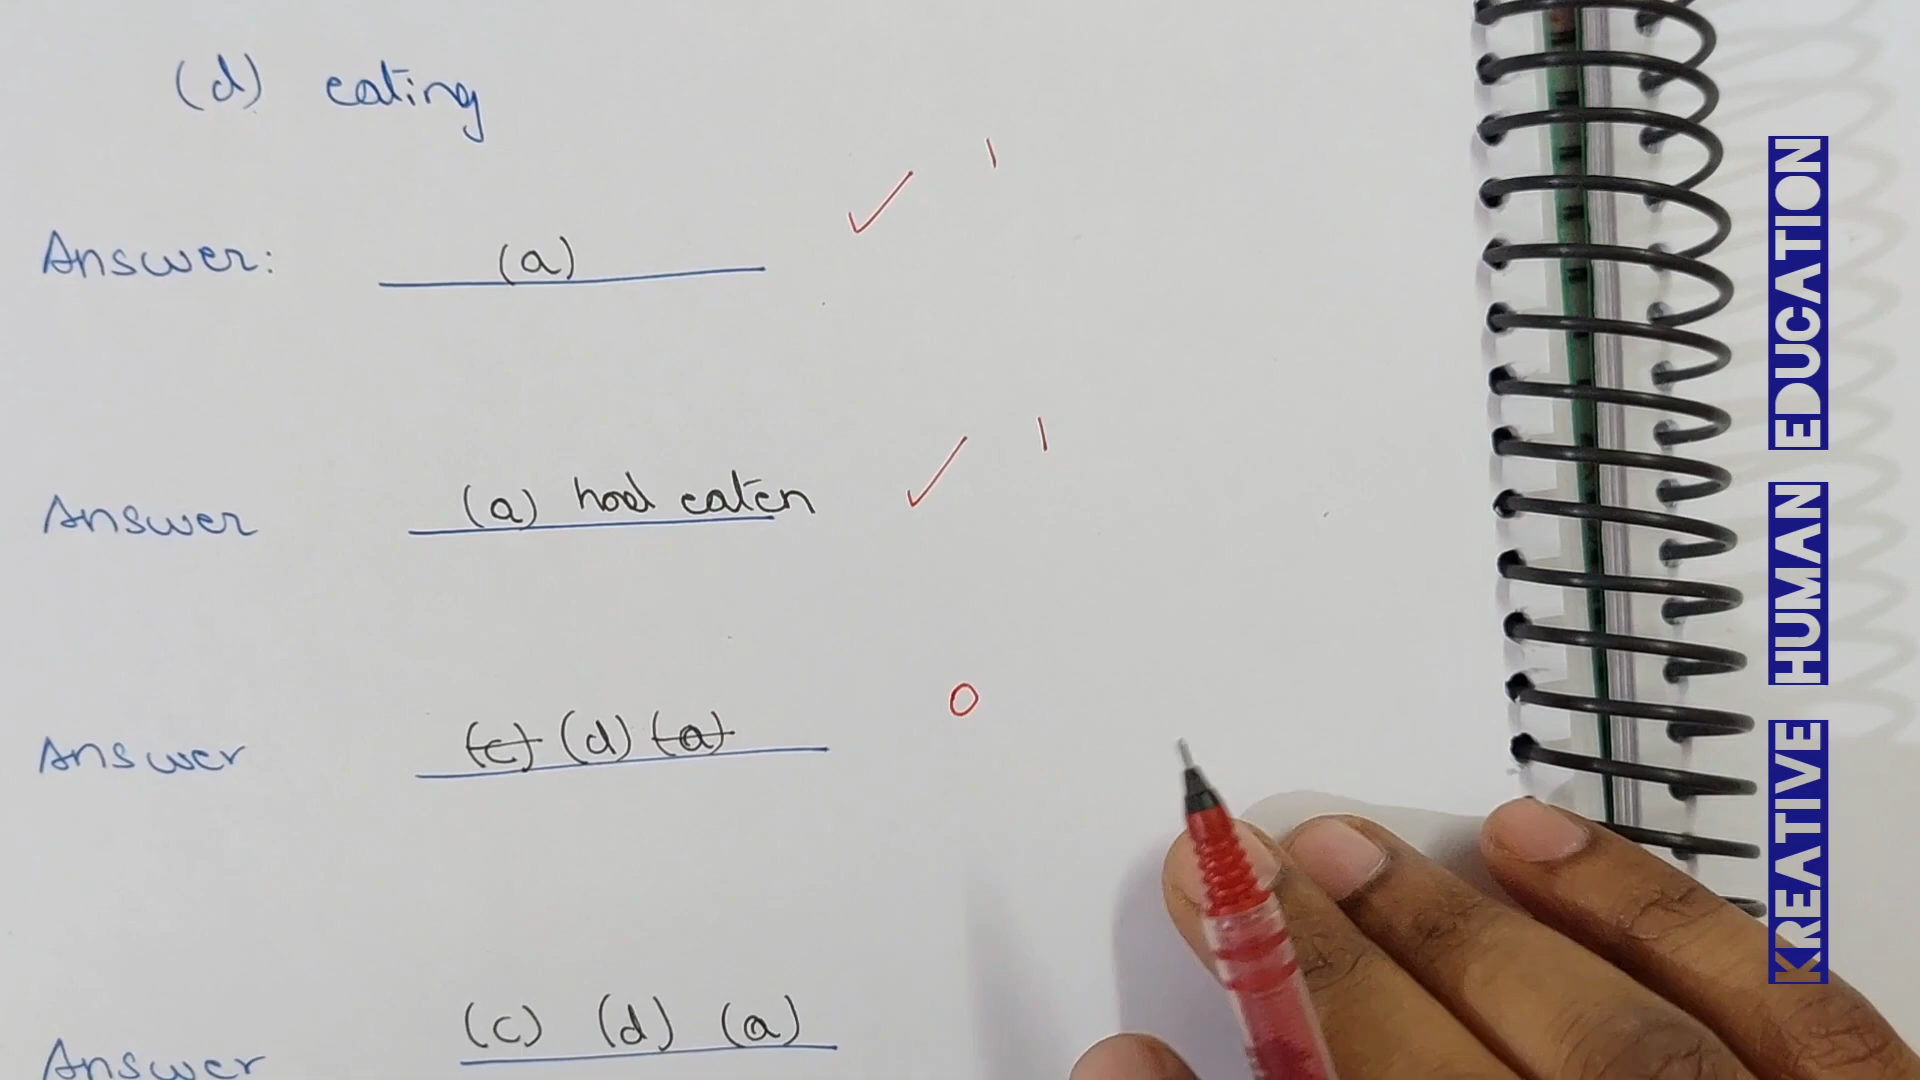 (d) eating
Answer: (a) ✓ 1
Answer (a) had eaten ✓ 1
Answer (c) (d) (a) 0
Answer (c) (d) (a)
KREATIVE HUMAN EDUCATION